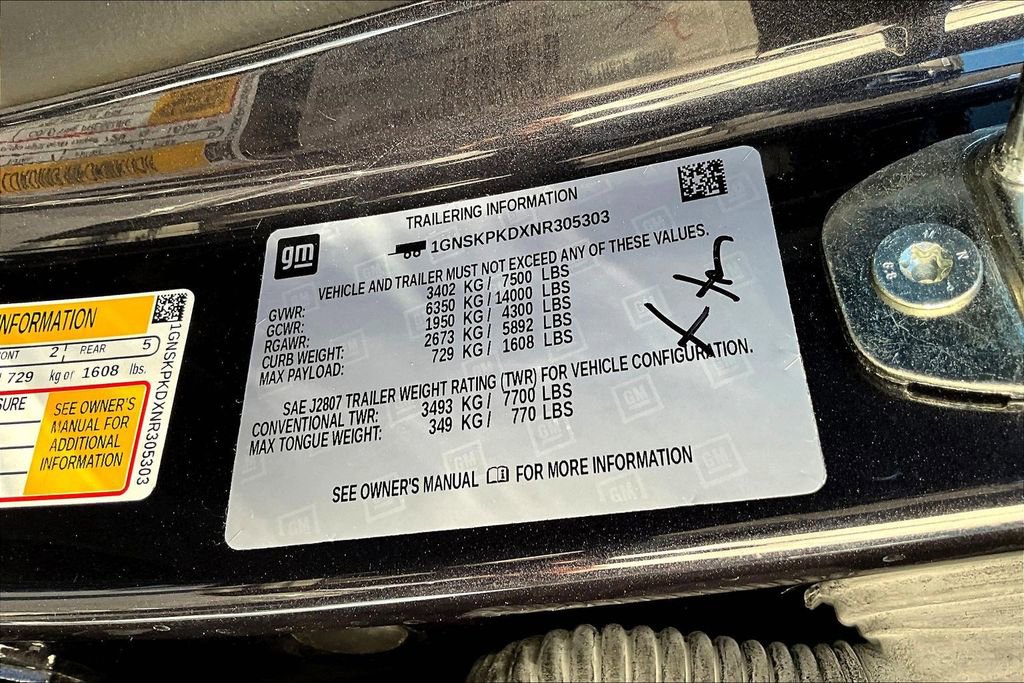 gm
TRAILERING INFORMATION
1GNSKPKDXNR305303
VEHICLE AND TRAILER MUST NOT EXCEED ANY OF THESE VALUES.
GVWR: 3402 KG / 7500 LBS
GCWR: 6350 KG / 14000 LBS
RGAWR: 1950 KG / 4300 LBS
CURB WEIGHT: 2673 KG / 5892 LBS
MAX PAYLOAD: 729 KG / 1608 LBS
SAE J2807 TRAILER WEIGHT RATING (TWR) FOR VEHICLE CONFIGURATION.
CONVENTIONAL TWR: 3493 KG / 7700 LBS
MAX TONGUE WEIGHT: 349 KG / 770 LBS
SEE OWNER'S MANUAL FOR MORE INFORMATION
NFORMATION
ONT 2 REAR 5
729 kg or 1608 lbs.
SURE
SEE OWNER'S
MANUAL FOR
ADDITIONAL
INFORMATION
1GNSKPKDXNR305303